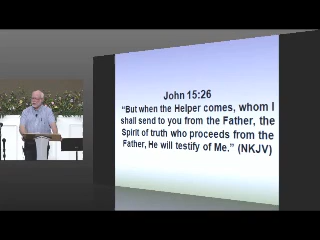 John 15:26
"But when the Helper comes, whom I
shall send to you from the Father, the
Spirit of truth who proceeds from the
Father, He will testify of Me." (NKJV)